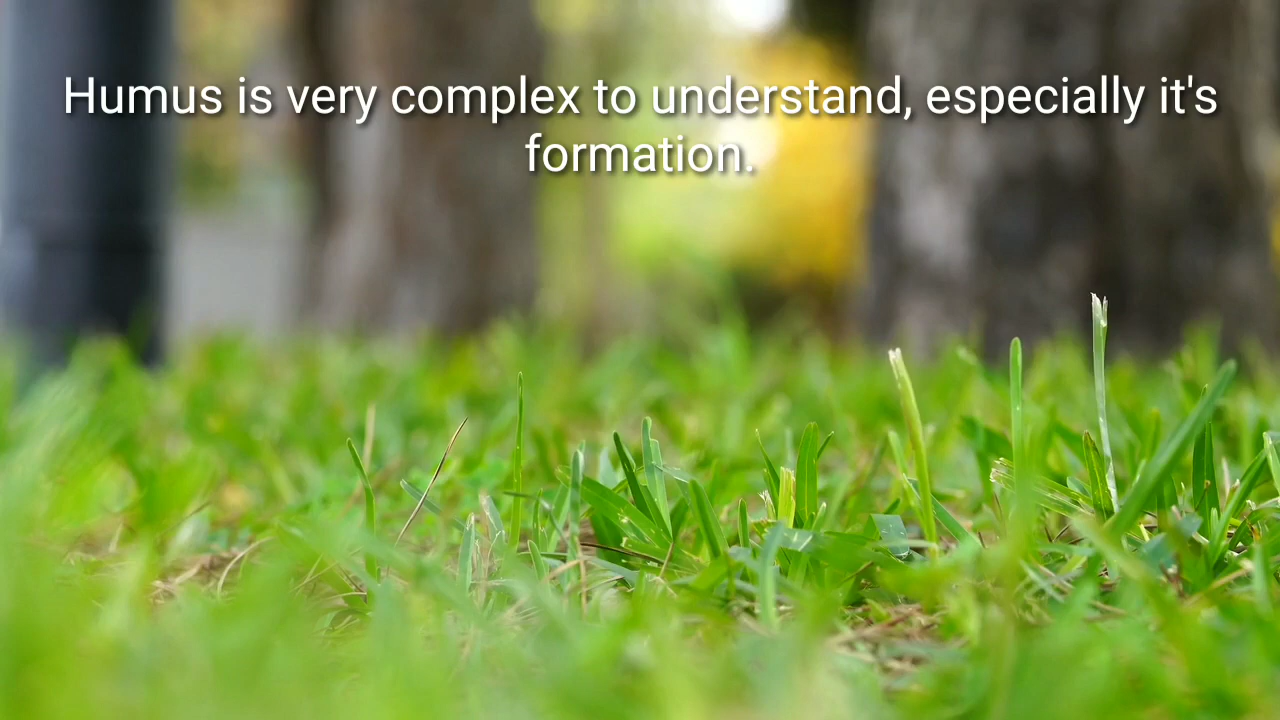 Humus is very complex to understand, especially it's
formation.